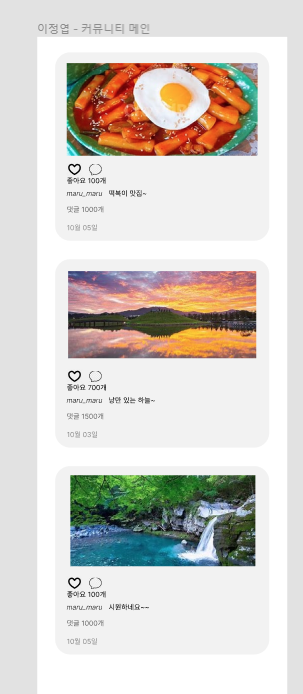 이정엽 - 커뮤니티 메인
좋아요 100개
maru_maru 떡볶이 맛집~
댓글 1000개
10월 05일
좋아요 700개
maru_maru 낭만 있는 하늘~
댓글 1500개
10월 03일
좋아요 100개
maru_maru 시원하네요~~
댓글 1000개
10월 05일